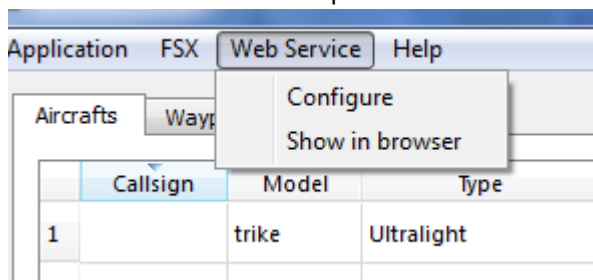 Application FSX Web Service Help
Configure
Aircrafts
Show in browser
Callsign Model Type
1 trike Ultralight